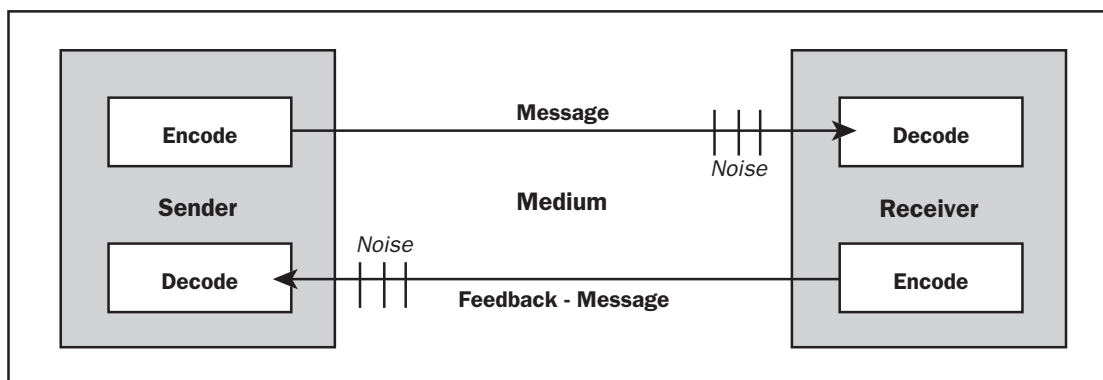 Message
Encode
Decode
Noise
Sender
Medium
Receiver
Noise
Decode
Encode
Feedback - Message